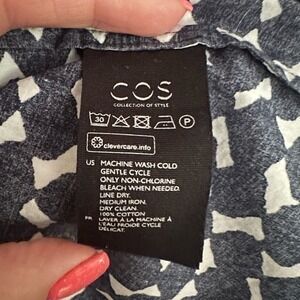 COS
COLLECTION OF STYLE
30
P
clevercare.info
US MACHINE WASH COLD
GENTLE CYCLE
ONLY NON-CHLORINE
BLEACH WHEN NEEDED.
LINE DRY.
MEDIUM IRON.
DRY CLEAN.
100% COTTON
FR LAVER À LA MACHINE À
L'EAU FROIDE CYCLE
DÉLICAT.